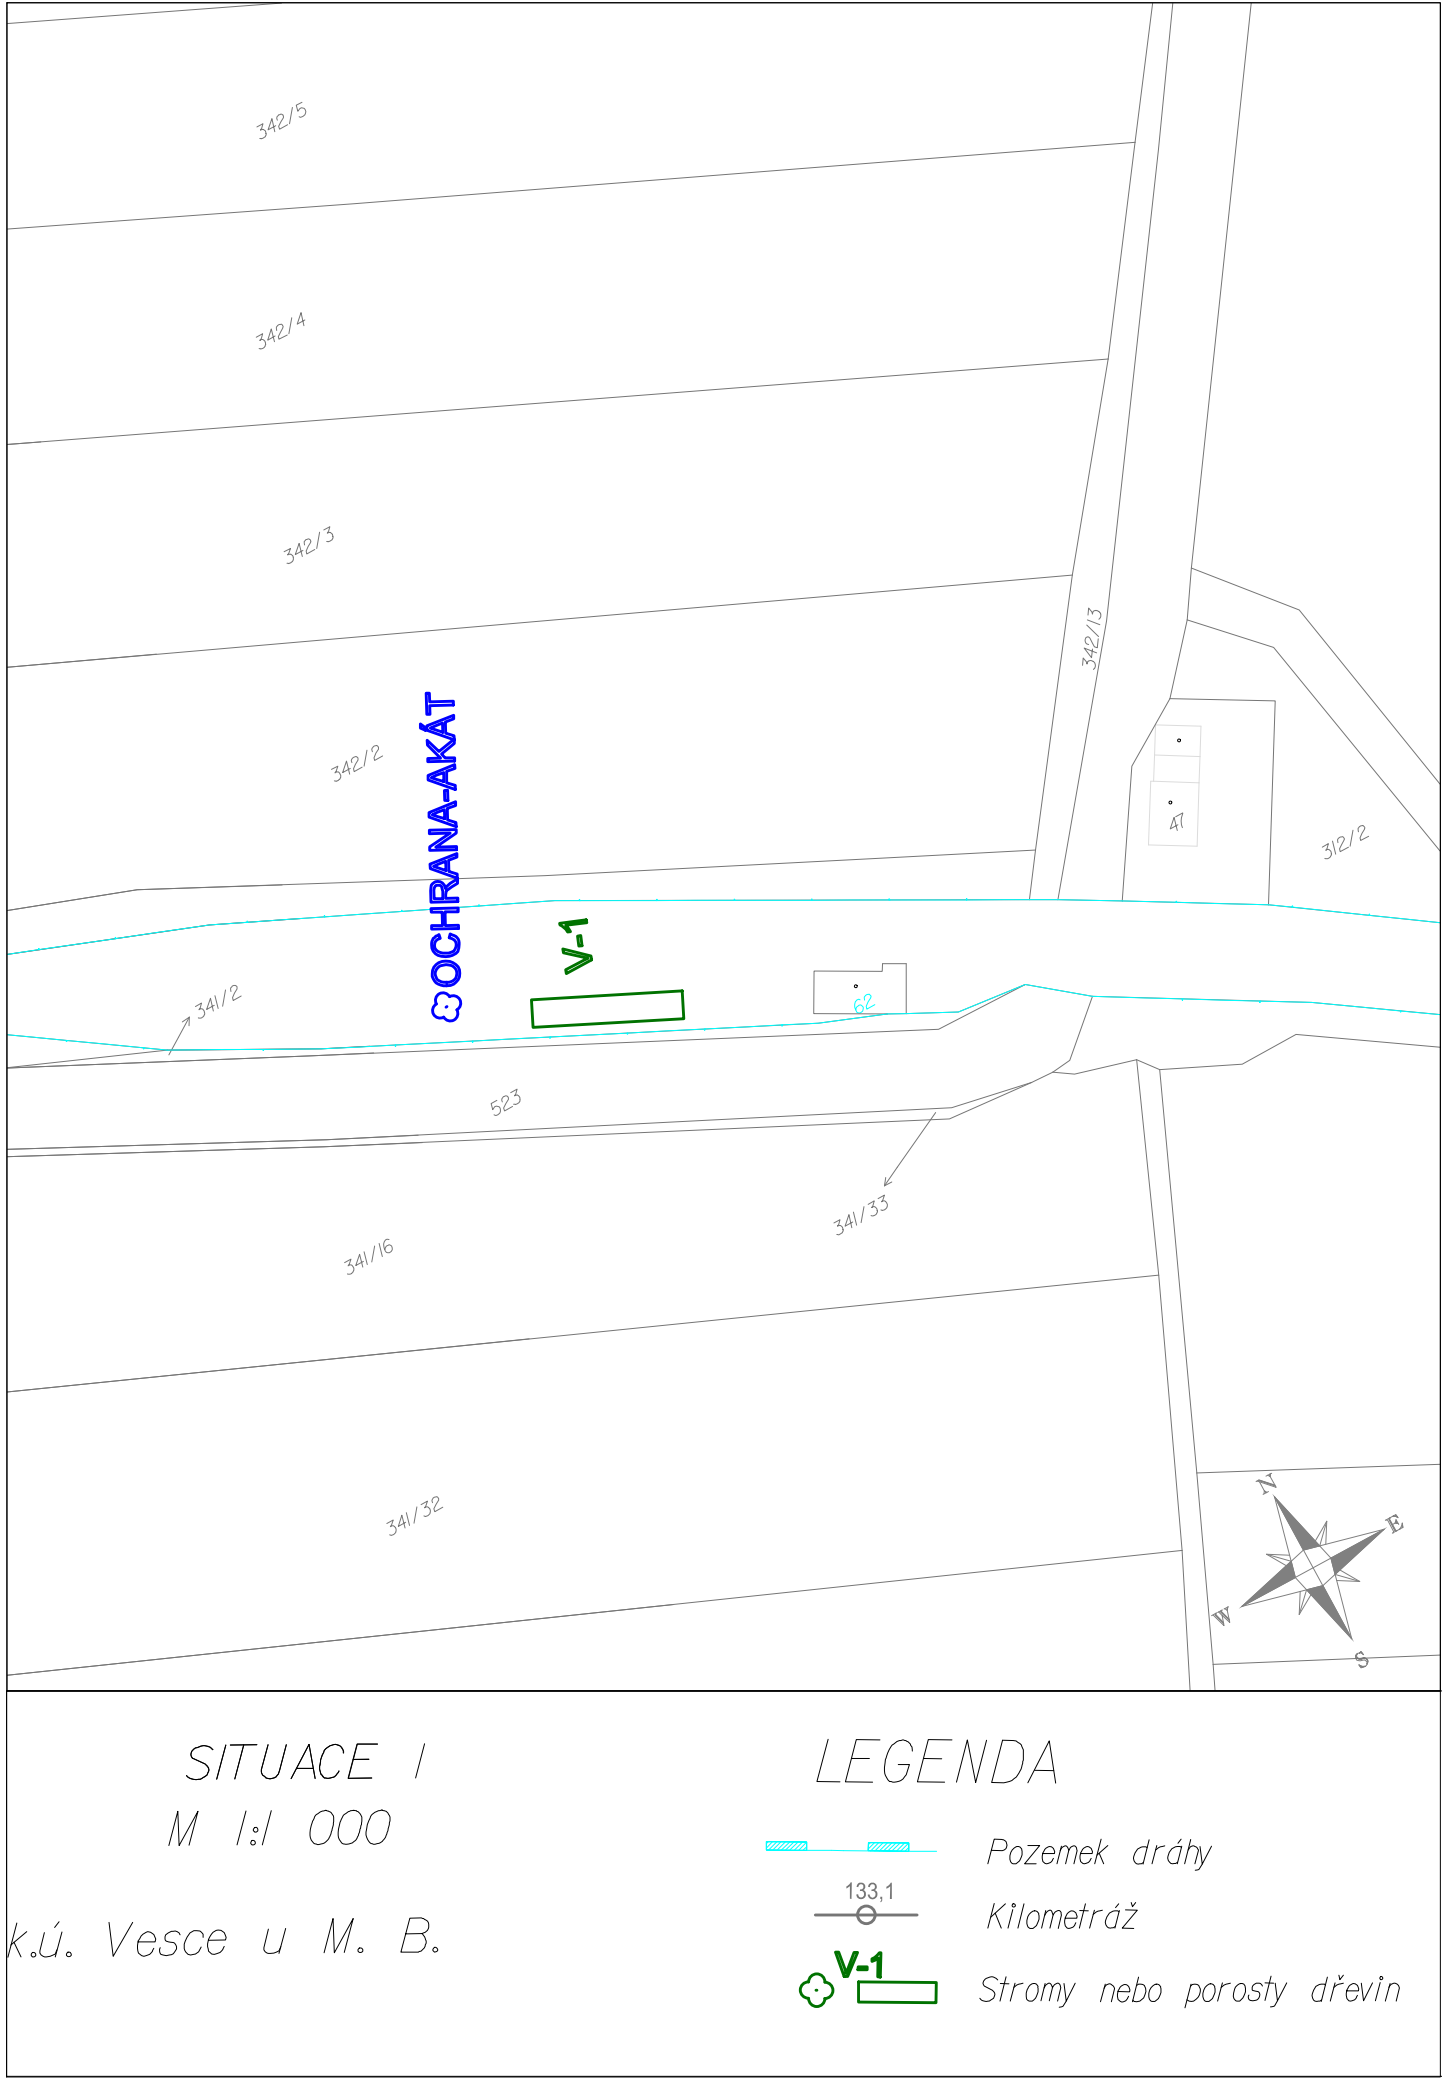 342/5
342/4
342/3
342/13
342/2
OCHRANA-AKÁT
47
312/2
V-1
341/2
62
523
341/33
341/16
341/32
N
E
W
S
SITUACE 1
M 1:1 000
k.ú. Vesce u M. B.
LEGENDA
Pozemek dráhy
133,1
Kilometráž
V-1
Stromy nebo porosty dřevin